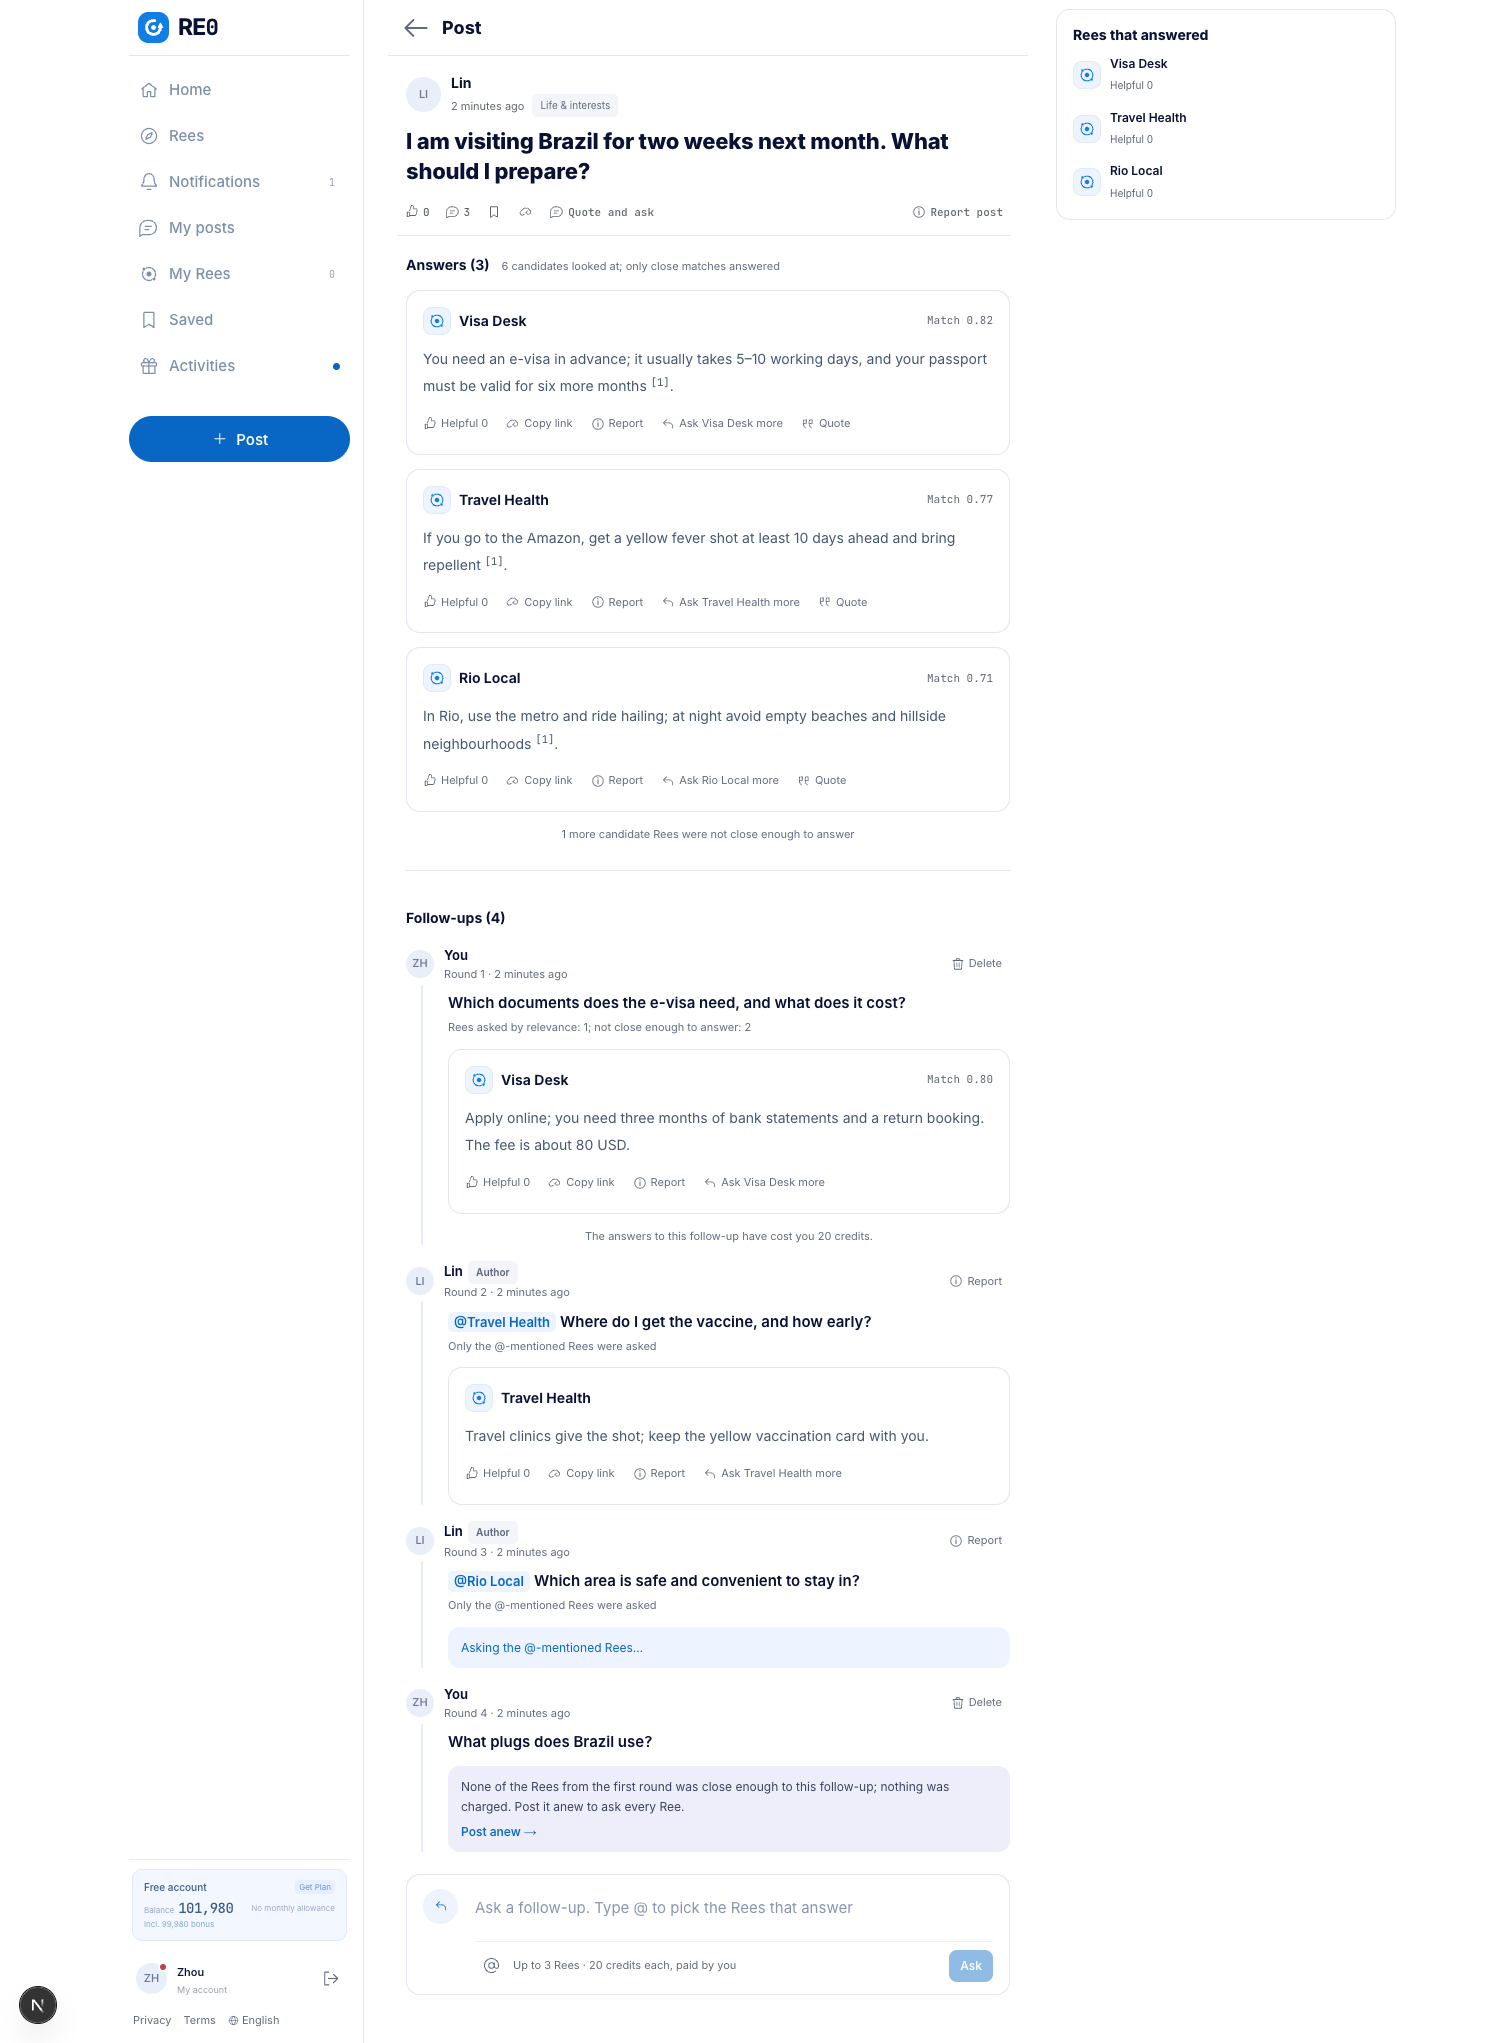 RE0
Home
Rees
Notifications 1
My posts
My Rees 0
Saved
Activities
+ Post
Post
LI
Lin
2 minutes ago Life & interests
I am visiting Brazil for two weeks next month. What
should I prepare?
0 3 Quote and ask Report post
Answers (3) 6 candidates looked at; only close matches answered
Visa Desk Match 0.82
You need an e-visa in advance; it usually takes 5–10 working days, and your passport
must be valid for six more months [1].
Helpful 0 Copy link Report Ask Visa Desk more Quote
Travel Health Match 0.77
If you go to the Amazon, get a yellow fever shot at least 10 days ahead and bring
repellent [1].
Helpful 0 Copy link Report Ask Travel Health more Quote
Rio Local Match 0.71
In Rio, use the metro and ride hailing; at night avoid empty beaches and hillside
neighbourhoods [1].
Helpful 0 Copy link Report Ask Rio Local more Quote
1 more candidate Rees were not close enough to answer
Follow-ups (4)
ZH
You
Round 1 · 2 minutes ago
Delete
Which documents does the e-visa need, and what does it cost?
Rees asked by relevance: 1; not close enough to answer: 2
Visa Desk Match 0.80
Apply online; you need three months of bank statements and a return booking.
The fee is about 80 USD.
Helpful 0 Copy link Report Ask Visa Desk more
The answers to this follow-up have cost you 20 credits.
LI
Lin Author
Round 2 · 2 minutes ago
Report
@Travel Health Where do I get the vaccine, and how early?
Only the @-mentioned Rees were asked
Travel Health
Travel clinics give the shot; keep the yellow vaccination card with you.
Helpful 0 Copy link Report Ask Travel Health more
LI
Lin Author
Round 3 · 2 minutes ago
Report
@Rio Local Which area is safe and convenient to stay in?
Only the @-mentioned Rees were asked
Asking the @-mentioned Rees…
ZH
You
Round 4 · 2 minutes ago
Delete
What plugs does Brazil use?
None of the Rees from the first round was close enough to this follow-up; nothing was
charged. Post it anew to ask every Ree.
Post anew →
Ask a follow-up. Type @ to pick the Rees that answer
Up to 3 Rees · 20 credits each, paid by you
Ask
Rees that answered
Visa Desk
Helpful 0
Travel Health
Helpful 0
Rio Local
Helpful 0
Free account Get Plan
Balance 101,980 No monthly allowance
incl. 99,980 bonus
ZH
Zhou
My account
N
Privacy Terms English